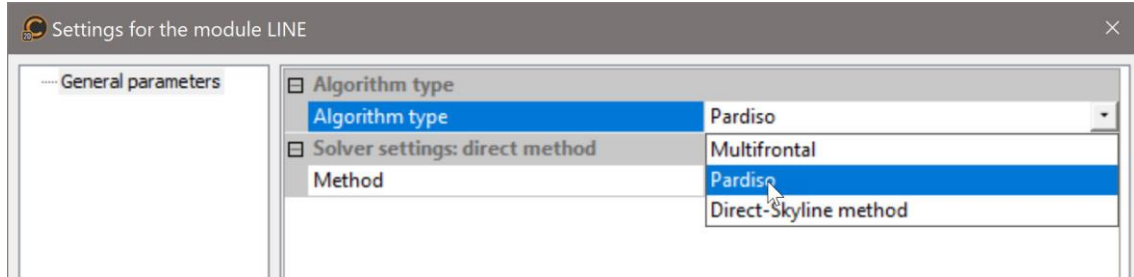 Settings for the module LINE
General parameters
Algorithm type
Algorithm type Pardiso
Solver settings: direct method
Method
Multifrontal
Pardiso
Direct-Skyline method